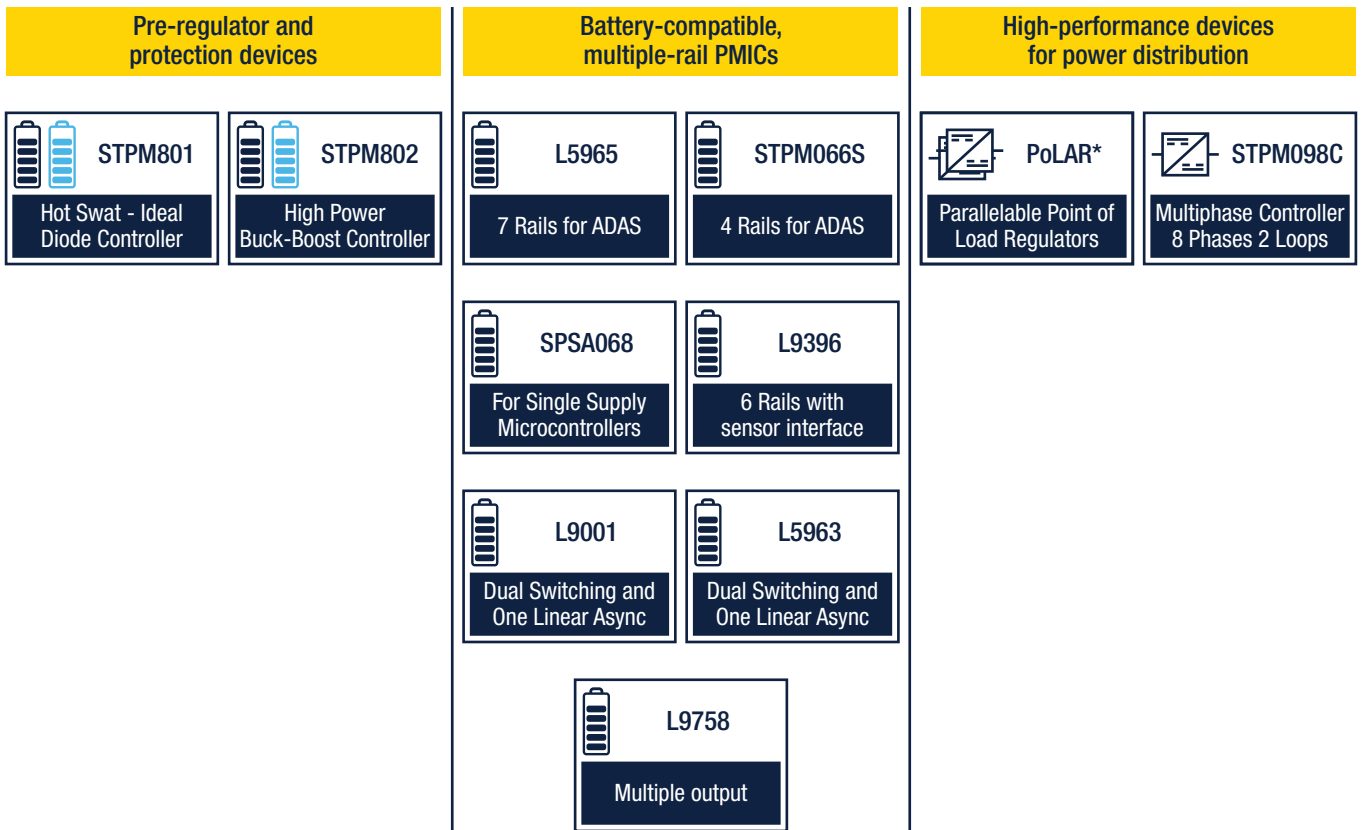 Pre-regulator and
protection devices
STPM801
Hot Swat - Ideal
Diode Controller
STPM802
High Power
Buck-Boost Controller
Battery-compatible,
multiple-rail PMICs
L5965
7 Rails for ADAS
STPM066S
4 Rails for ADAS
SPSA068
For Single Supply
Microcontrollers
L9396
6 Rails with
sensor interface
L9001
Dual Switching and
One Linear Async
L5963
Dual Switching and
One Linear Async
L9758
Multiple output
High-performance devices
for power distribution
PoLAR*
Parallelable Point of
Load Regulators
STPM098C
Multiphase Controller
8 Phases 2 Loops